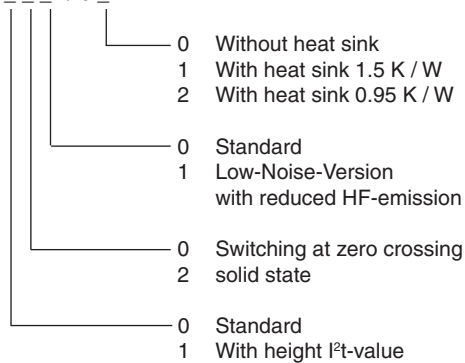 0 Without heat sink
1 With heat sink 1.5 K / W
2 With heat sink 0.95 K / W
0 Standard
1 Low-Noise-Version
with reduced HF-emission
0 Switching at zero crossing
2 solid state
0 Standard
1 With height I²t-value